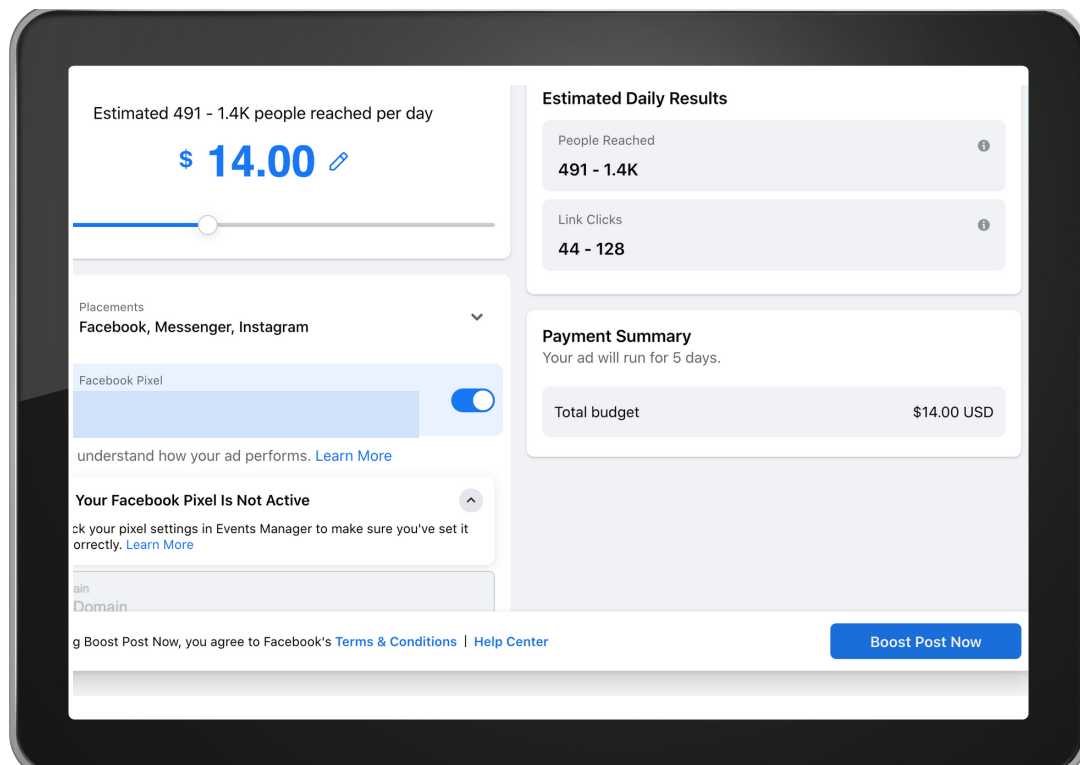 Estimated 491 - 1.4K people reached per day
$ 14.00
Placements
Facebook, Messenger, Instagram
Facebook Pixel
understand how your ad performs. Learn More
Your Facebook Pixel Is Not Active
ck your pixel settings in Events Manager to make sure you've set it
orrectly. Learn More
ain
Domain
Estimated Daily Results
People Reached
491 - 1.4K
Link Clicks
44 - 128
Payment Summary
Your ad will run for 5 days.
Total budget $14.00 USD
g Boost Post Now, you agree to Facebook's Terms & Conditions | Help Center
Boost Post Now